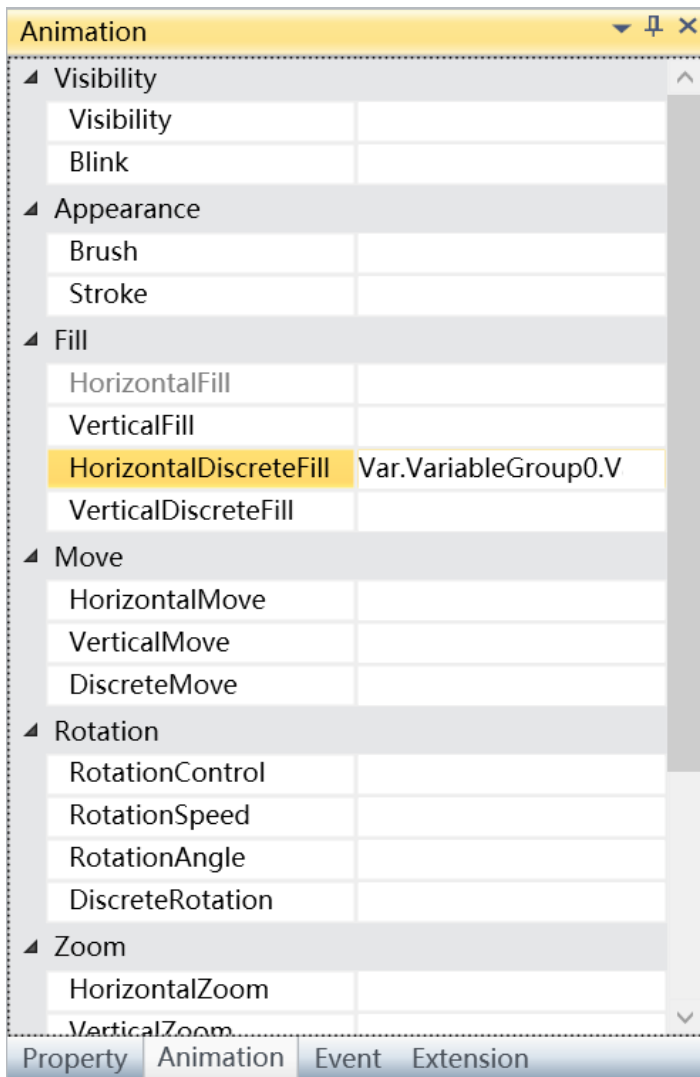 Animation
Visibility
Visibility
Blink
Appearance
Brush
Stroke
Fill
HorizontalFill
VerticalFill
HorizontalDiscreteFill Var.VariableGroup0.V
VerticalDiscreteFill
Move
HorizontalMove
VerticalMove
DiscreteMove
Rotation
RotationControl
RotationSpeed
RotationAngle
DiscreteRotation
Zoom
HorizontalZoom
VerticalZoom
Property Animation Event Extension